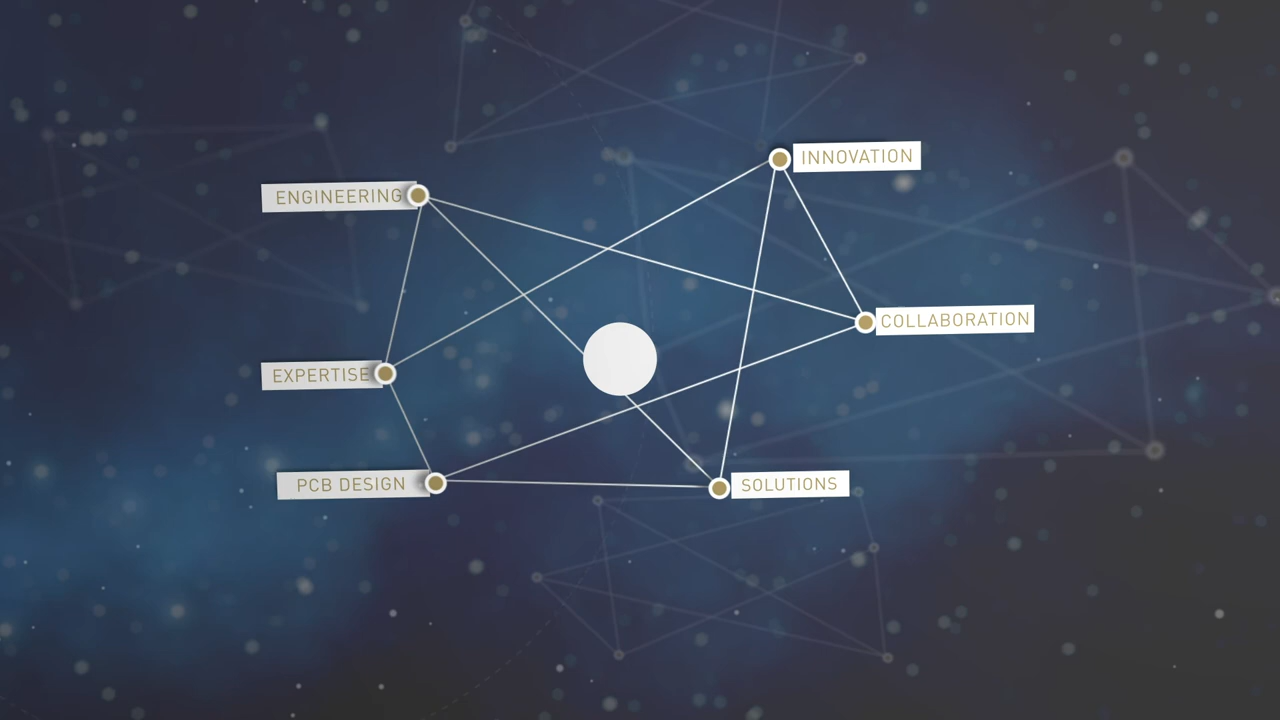 INNOVATION
ENGINEERING
COLLABORATION
EXPERTISE
PCB DESIGN
SOLUTIONS